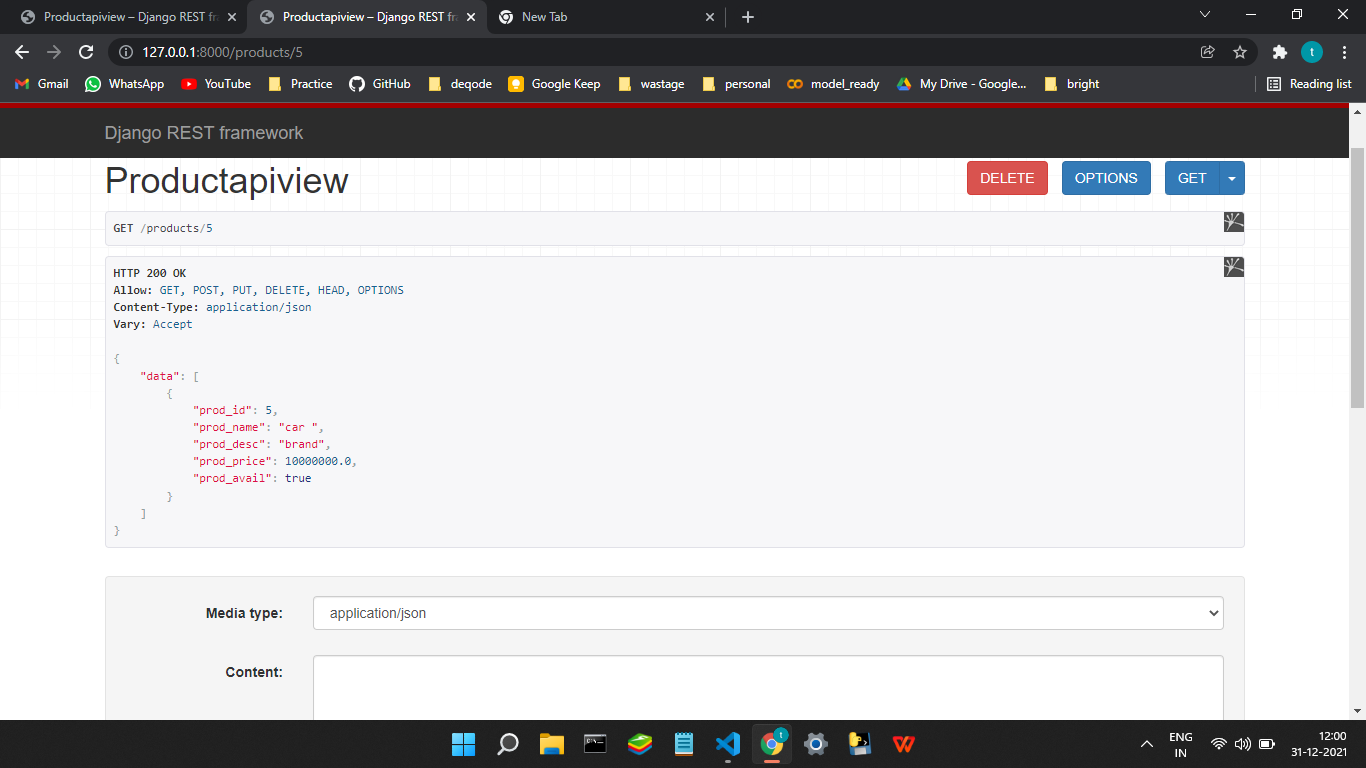 Productapiview – Django REST fr
Productapiview – Django REST fr
New Tab
127.0.0.1:8000/products/5
t
Gmail
WhatsApp
YouTube
Practice
GitHub
deqode
Google Keep
wastage
personal
model_ready
My Drive - Google...
bright
Reading list
Django REST framework
Productapiview
DELETE
OPTIONS
GET
GET /products/5
HTTP 200 OK
Allow: GET, POST, PUT, DELETE, HEAD, OPTIONS
Content-Type: application/json
Vary: Accept
{
"data": [
{
"prod_id": 5,
"prod_name": "car ",
"prod_desc": "brand",
"prod_price": 10000000.0,
"prod_avail": true
}
]
}
Media type:
application/json
Content:
t
ENG
IN
12:00
31-12-2021